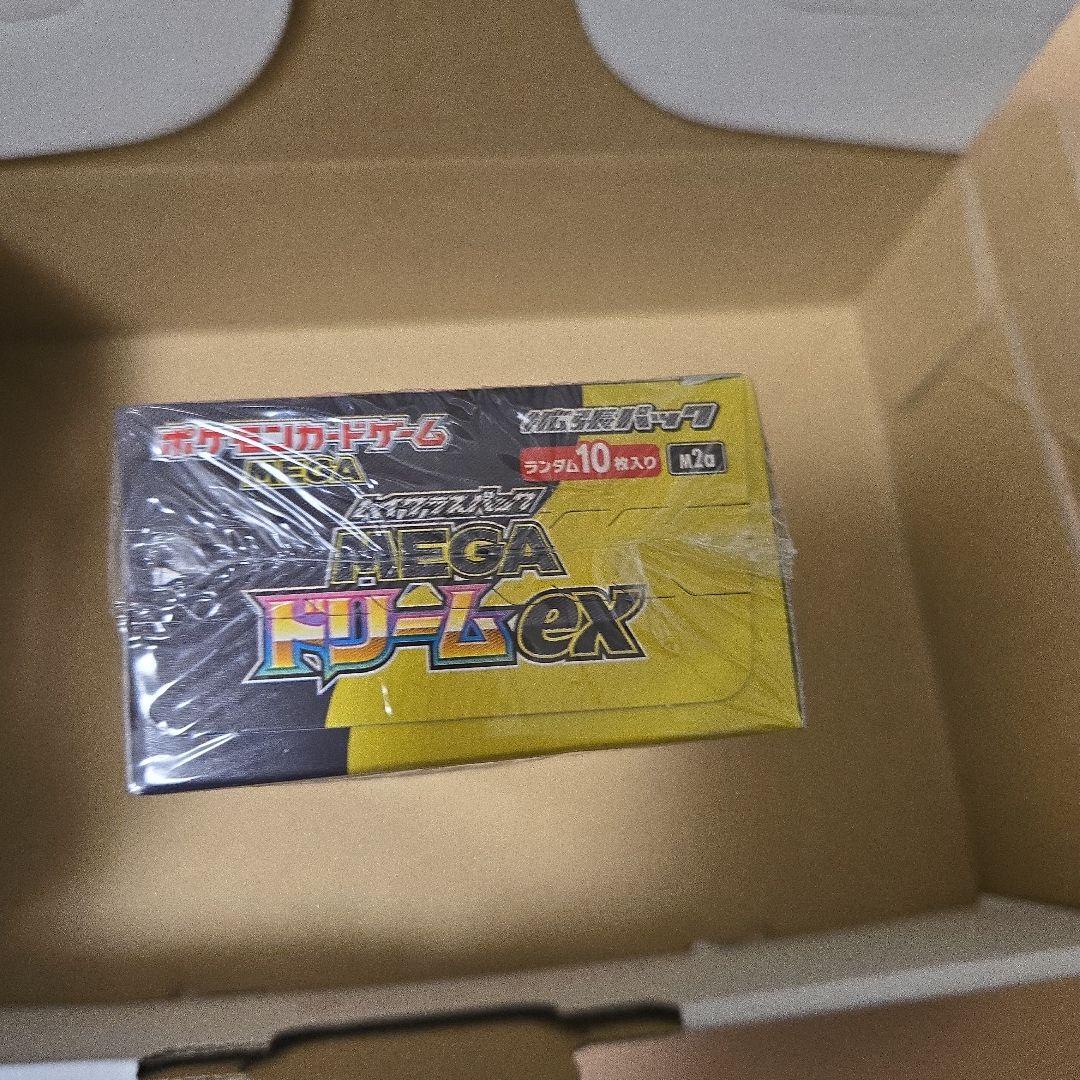 ポケモンカードゲーム
MEGA
拡張パック
ランダム10枚入り M2a
ハイクラスパック
MEGA
ドリームex